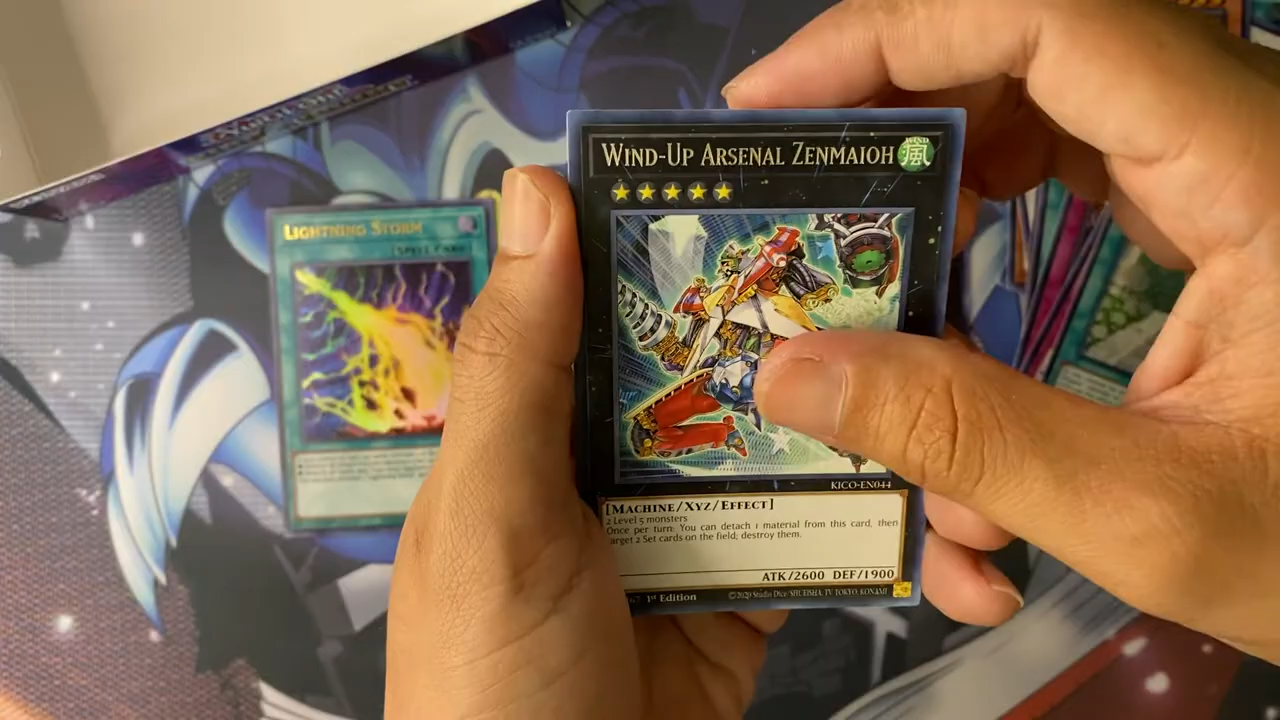 WIND-UP ARSENAL ZENMAIOH
WIND
風
KICO-EN044
[MACHINE/XYZ/EFFECT]
2 Level 5 monsters
Once per turn: You can detach 1 material from this card, then
target 2 Set cards on the field; destroy them.
ATK/2600 DEF/1900
1st Edition
©2020 Studio Dice/SHUEISHA, TV TOKYO, KONAMI
LIGHTNING STORM
SPELL CARD